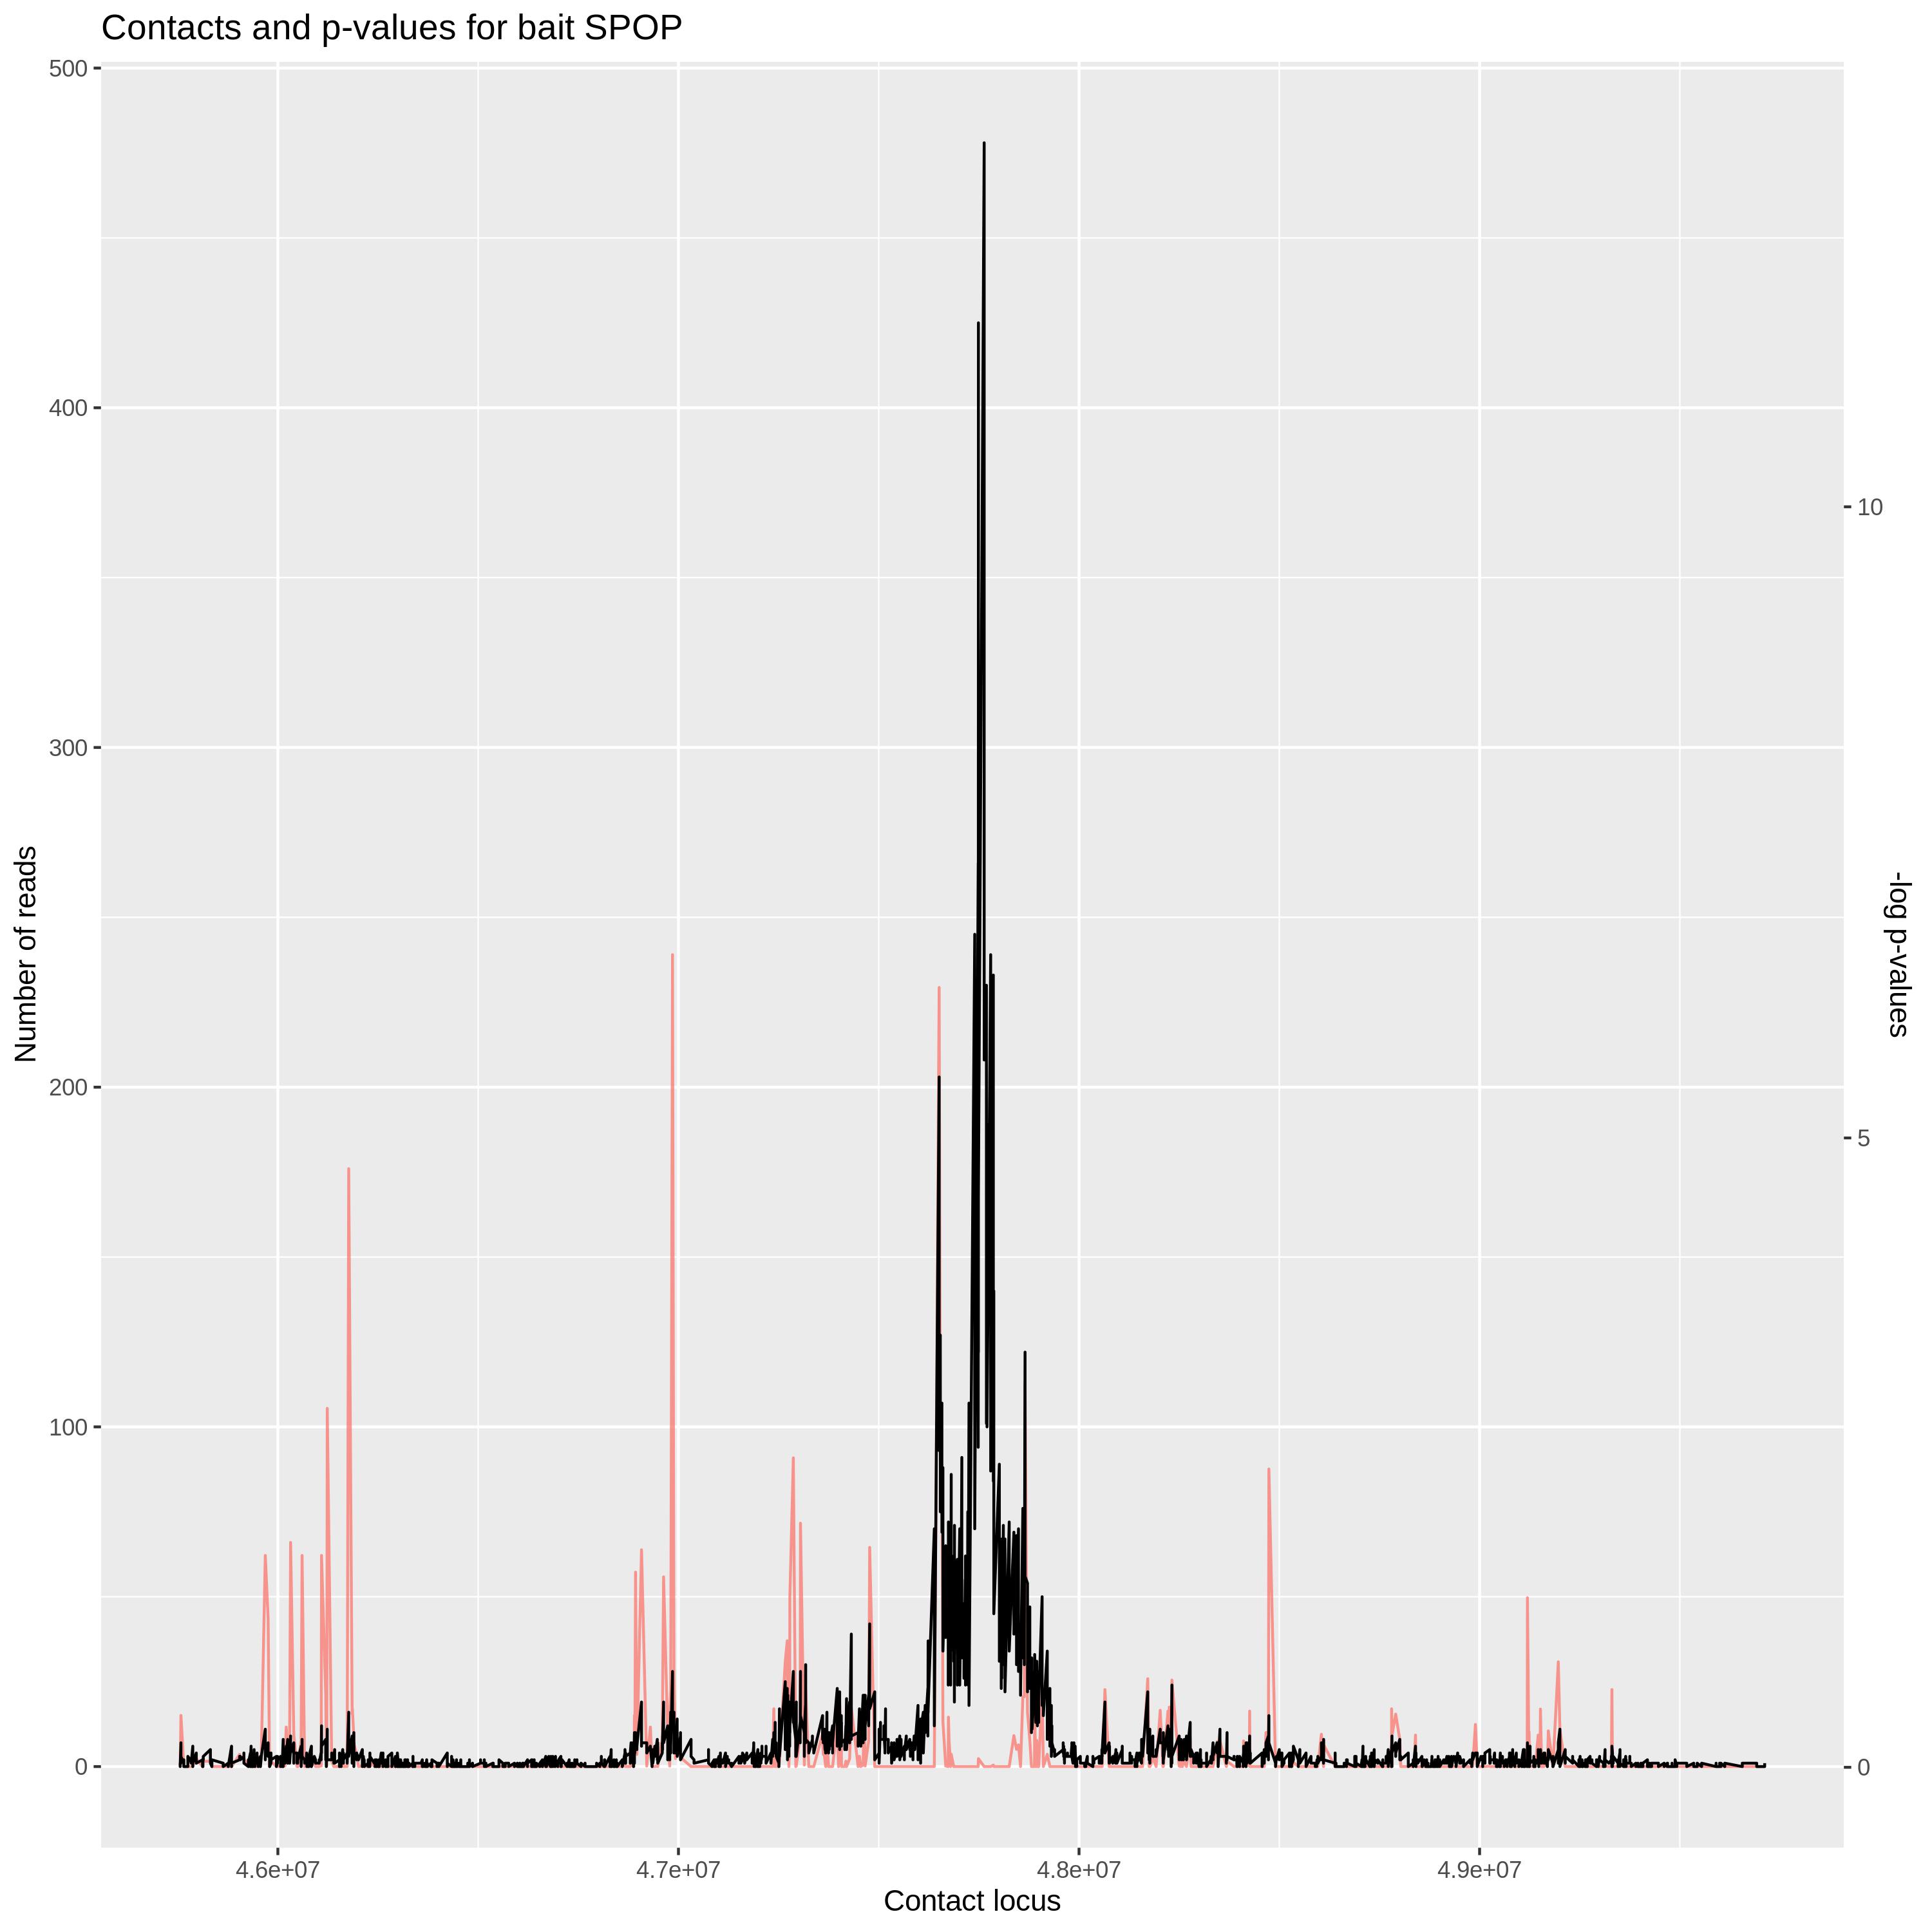 Contacts and p-values for bait SPOP
500
400
300
200
100
0
Number of reads
10
5
0
-log p-values
4.6e+07
4.7e+07
4.8e+07
4.9e+07
Contact locus